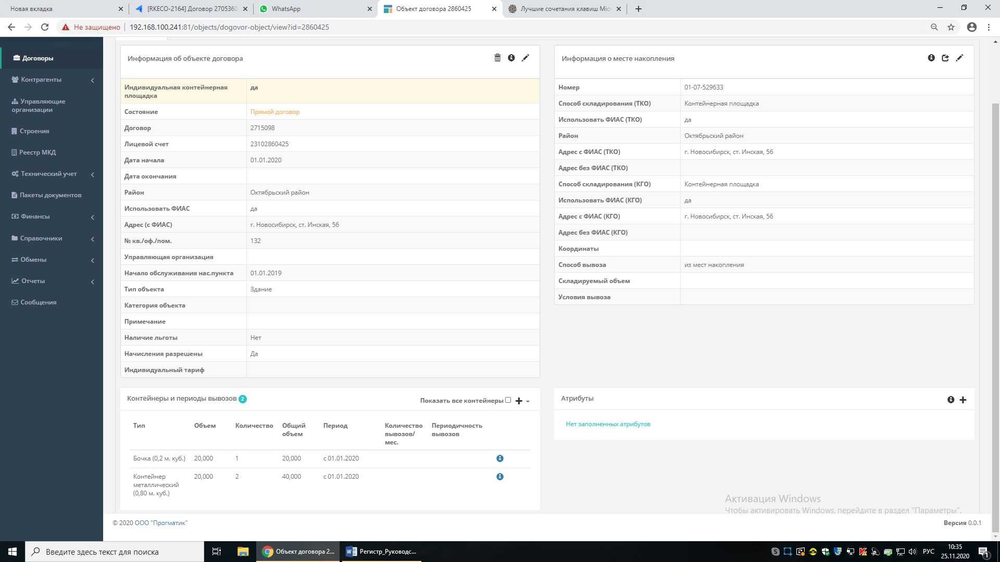 Новая вкладка
[RKECO-2164] Договор 2705360
WhatsApp
Объект договора 2860425
Лучшие сочетания клавиш Micr
Не защищено
192.168.100.241:81/objects/dogovor-object/view?id=2860425
Договоры
Контрагенты
Управляющие
организации
Строения
Реестр МКД
Технический учет
Пакеты документов
Финансы
Справочники
Обмены
Отчеты
Сообщения
Информация об объекте договора
Индивидуальная контейнерная
площадка
да
Состояние
Прямой договор
Договор
2715098
Лицевой счет
23102860425
Дата начала
01.01.2020
Дата окончания
Район
Октябрьский район
Использовать ФИАС
да
Адрес (с ФИАС)
г. Новосибирск, ст. Инская, 56
№ кв./оф./пом.
132
Управляющая организация
Начало обслуживания нас.пункта
01.01.2019
Тип объекта
Здание
Категория объекта
Примечание
Наличие льготы
Нет
Начисления разрешены
Да
Индивидуальный тариф
Информация о месте накопления
Номер
01-07-529633
Способ складирования (ТКО)
Контейнерная площадка
Использовать ФИАС (ТКО)
да
Район
Октябрьский район
Адрес с ФИАС (ТКО)
г. Новосибирск, ст. Инская, 56
Адрес без ФИАС (ТКО)
Способ складирования (КГО)
Контейнерная площадка
Использовать ФИАС (КГО)
да
Адрес с ФИАС (КГО)
г. Новосибирск, ст. Инская, 56
Адрес без ФИАС (КГО)
Координаты
Способ вывоза
из мест накопления
Складируемый объем
Условия вывоза
Контейнеры и периоды вывозов 2
Показать все контейнеры
Тип
Объем
Количество
Общий
объем
Период
Количество
вывозов/
мес.
Периодичность
вывозов
Бочка (0,2 м. куб.)
20,000
1
20,000
с 01.01.2020
Контейнер
металлический
(0,80 м. куб.)
20,000
2
40,000
с 01.01.2020
Атрибуты
Нет заполненных атрибутов
Активация Windows
Чтобы активировать Windows, перейдите в раздел "Параметры".
© 2020 ООО "Прогматик"
Версия 0.0.1
Введите здесь текст для поиска
Объект договора 2...
Регистр_Руководс...
РУС
10:35
25.11.2020
1